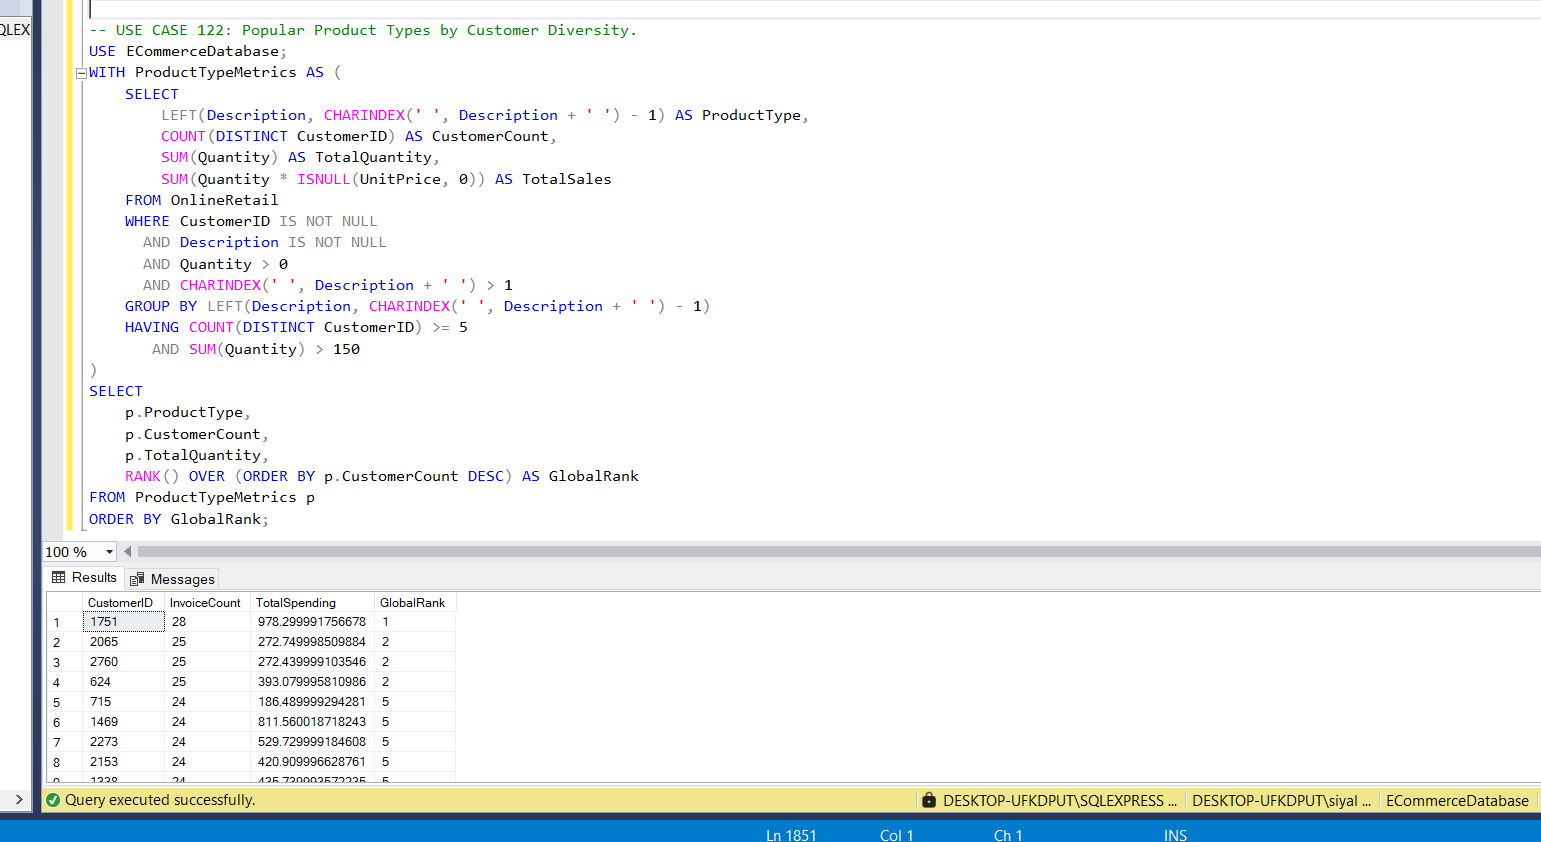 QLEX
-- USE CASE 122: Popular Product Types by Customer Diversity.
USE ECommerceDatabase;
WITH ProductTypeMetrics AS (
SELECT
LEFT(Description, CHARINDEX(' ', Description + ' ') - 1) AS ProductType,
COUNT(DISTINCT CustomerID) AS CustomerCount,
SUM(Quantity) AS TotalQuantity,
SUM(Quantity * ISNULL(UnitPrice, 0)) AS TotalSales
FROM OnlineRetail
WHERE CustomerID IS NOT NULL
AND Description IS NOT NULL
AND Quantity > 0
AND CHARINDEX(' ', Description + ' ') > 1
GROUP BY LEFT(Description, CHARINDEX(' ', Description + ' ') - 1)
HAVING COUNT(DISTINCT CustomerID) >= 5
AND SUM(Quantity) > 150
)
SELECT
p.ProductType,
p.CustomerCount,
p.TotalQuantity,
RANK() OVER (ORDER BY p.CustomerCount DESC) AS GlobalRank
FROM ProductTypeMetrics p
ORDER BY GlobalRank;
100 %
Results Messages
CustomerID InvoiceCount TotalSpending GlobalRank
1 1751 28 978.299991756678 1
2 2065 25 272.749998509884 2
3 2760 25 272.439999103546 2
4 624 25 393.079995810986 2
5 715 24 186.489999294281 5
6 1469 24 811.560018718243 5
7 2273 24 529.729999184608 5
8 2153 24 420.909996628761 5
9 1338 24 435.739993572235 5
Query executed successfully. DESKTOP-UFKDPUT\SQLEXPRESS ... DESKTOP-UFKDPUT\siyal ... ECommerceDatabase
Ln 1851 Col 1 Ch 1 INS